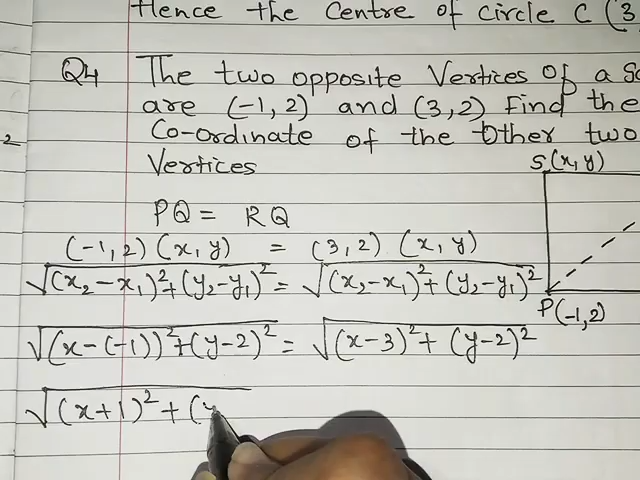 Hence the Centre of Circle C (3,
Q4 The two opposite Vertices of a
are (-1, 2) and (3, 2) Find the
2 Co-ordinate of the Other two
Vertices
S(x, y)
PQ = RQ
(-1, 2) (x, y) = (3, 2) (x, y)
√(x₂-x₁)²+(y₂-y₁)² = √(x₂-x₁)²+(y₂-y₁)²
P(-1,2)
√(x-(-1))²+(y-2)² = √(x-3)²+(y-2)²
√(x+1)²+(y